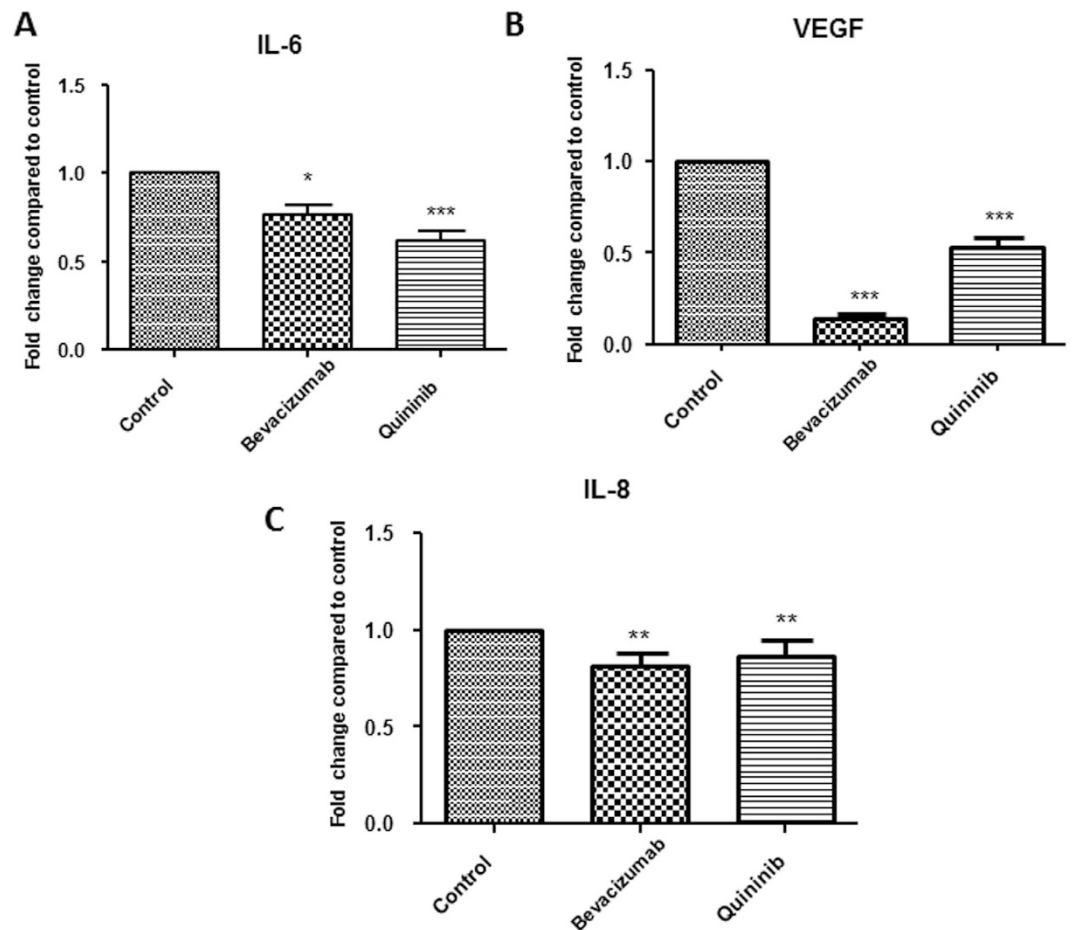 A
IL-6
Fold change compared to control
1.5
1.0
0.5
0.0
*
***
Control
Bevacizumab
Quininib
B
VEGF
Fold change compared to control
1.5
1.0
0.5
0.0
***
***
Control
Bevacizumab
Quininib
C
IL-8
Fold change compared to control
1.5
1.0
0.5
0.0
**
**
Control
Bevacizumab
Quininib